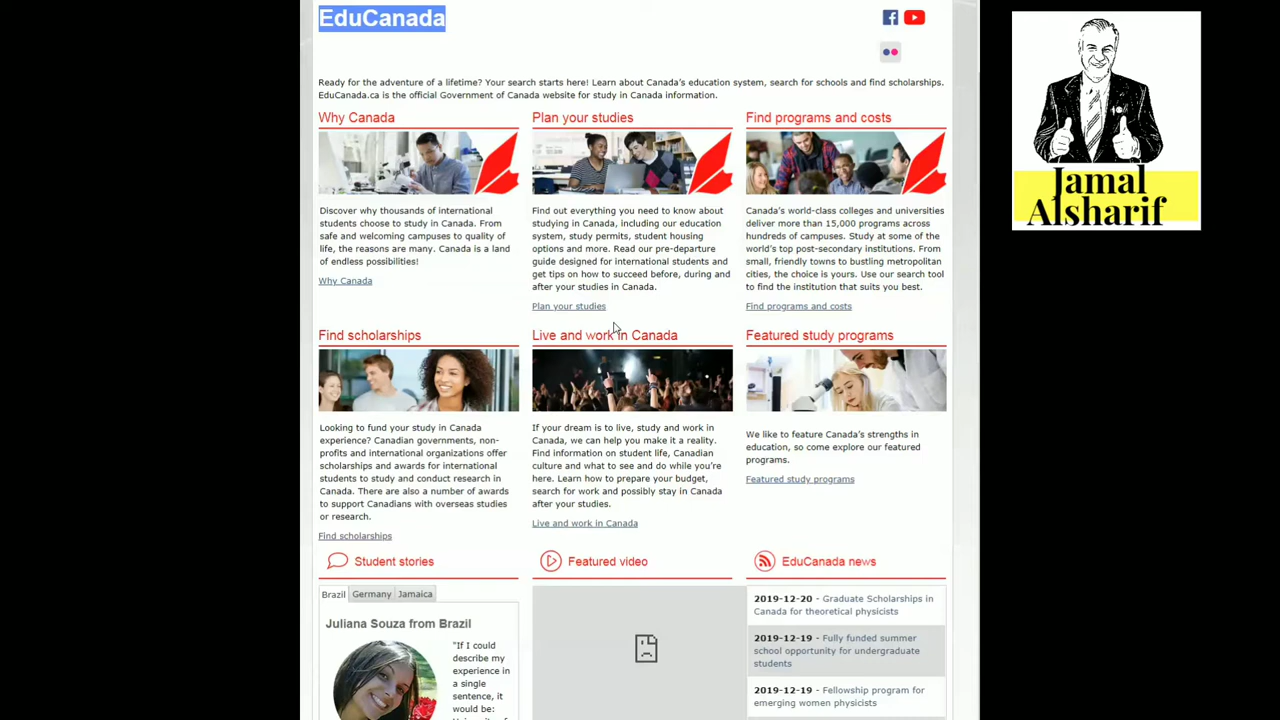 EduCanada
Ready for the adventure of a lifetime? Your search starts here! Learn about Canada's education system, search for schools and find scholarships.
EduCanada.ca is the official Government of Canada website for study in Canada information.
Why Canada
Discover why thousands of international
students choose to study in Canada. From
safe and welcoming campuses to quality of
life, the reasons are many. Canada is a land
of endless possibilities!
Why Canada
Plan your studies
Find out everything you need to know about
studying in Canada, including our education
system, study permits, student housing
options and more. Read our pre-departure
guide designed for international students and
get tips on how to succeed before, during and
after your studies in Canada.
Plan your studies
Find programs and costs
Canada's world-class colleges and universities
deliver more than 15,000 programs across
hundreds of campuses. Study at some of the
world's top post-secondary institutions. From
small, friendly towns to bustling metropolitan
cities, the choice is yours. Use our search tool
to find the institution that suits you best.
Find programs and costs
Find scholarships
Looking to fund your study in Canada
experience? Canadian governments, non-
profits and international organizations offer
scholarships and awards for international
students to study and conduct research in
Canada. There are also a number of awards
to support Canadians with overseas studies
or research.
Find scholarships
Live and work in Canada
If your dream is to live, study and work in
Canada, we can help you make it a reality.
Find information on student life, Canadian
culture and what to see and do while you're
here. Learn how to prepare your budget,
search for work and possibly stay in Canada
after your studies.
Live and work in Canada
Featured study programs
We like to feature Canada's strengths in
education, so come explore our featured
programs.
Featured study programs
Student stories
Brazil Germany Jamaica
Juliana Souza from Brazil
"If I could
describe my
experience in
a single
sentence, it
would be:
Featured video
EduCanada news
2019-12-20 - Graduate Scholarships in
Canada for theoretical physicists
2019-12-19 - Fully funded summer
school opportunity for undergraduate
students
2019-12-19 - Fellowship program for
emerging women physicists
Jamal
Alsharif